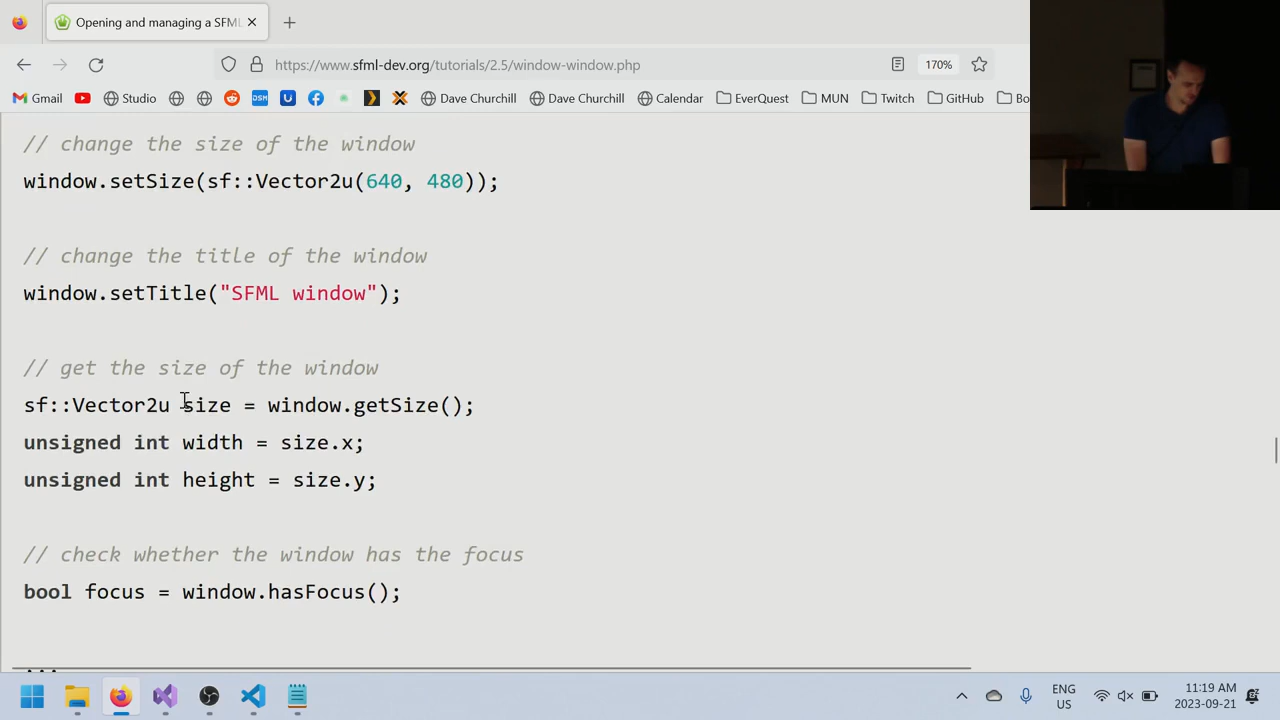 Opening and managing a SFML
https://www.sfml-dev.org/tutorials/2.5/window-window.php
170%
Gmail
Studio
Dave Churchill
Dave Churchill
Calendar
EverQuest
MUN
Twitch
GitHub
Bo
// change the size of the window
window.setSize(sf::Vector2u(640, 480));
// change the title of the window
window.setTitle("SFML window");
// get the size of the window
sf::Vector2u size = window.getSize();
unsigned int width = size.x;
unsigned int height = size.y;
// check whether the window has the focus
bool focus = window.hasFocus();
...
ENG
US
11:19 AM
2023-09-21